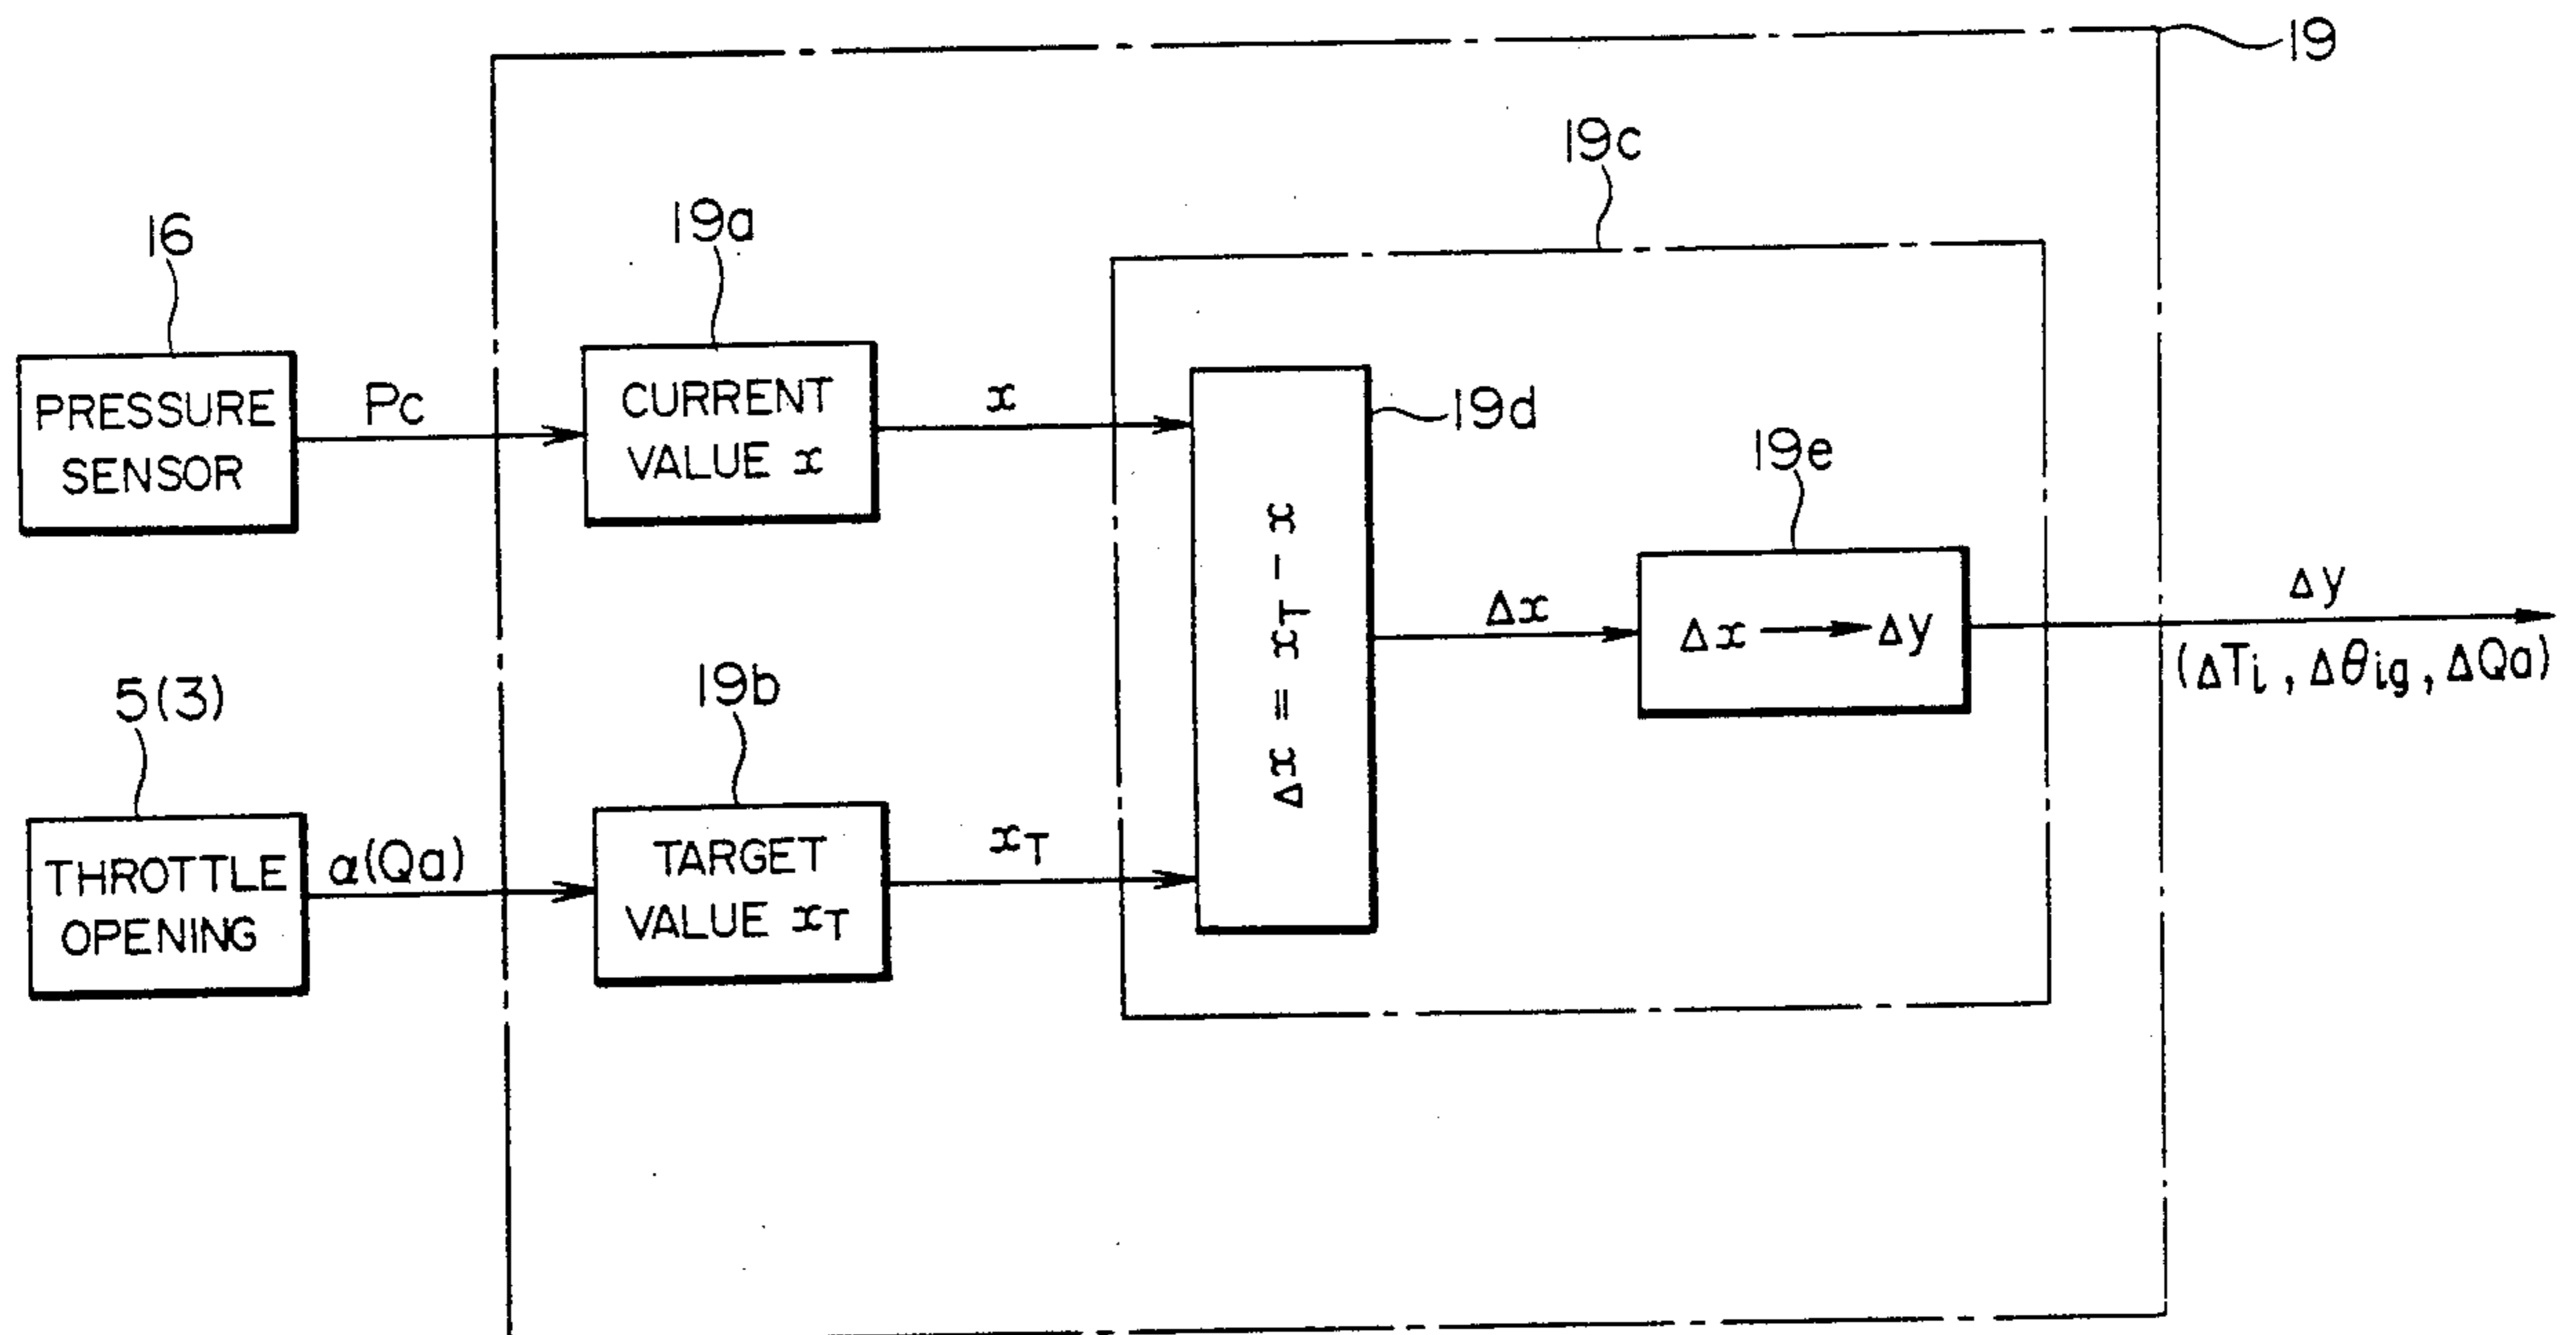 19
19c
16
19a
PRESSURE
SENSOR
Pc
CURRENT
VALUE x
x
19d
Δx = xT - x
19e
Δx
Δx → Δy
Δy
(ΔTi, Δθig, ΔQa)
5(3)
19b
THROTTLE
OPENING
α(Qa)
TARGET
VALUE xT
xT